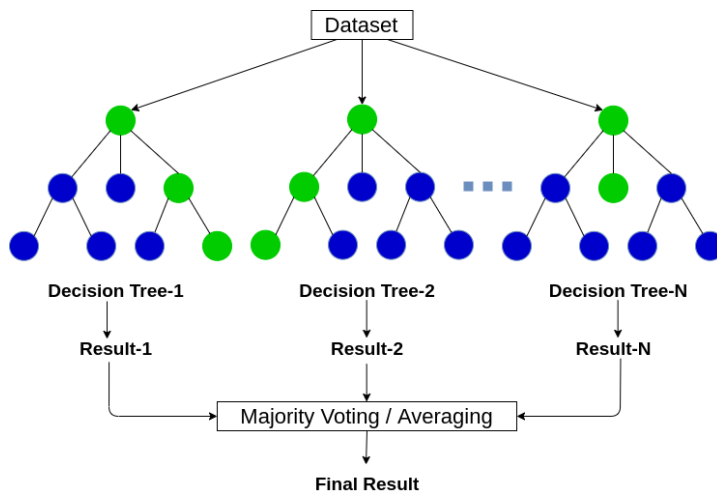 Dataset
Decision Tree-1
Decision Tree-2
Decision Tree-N
Result-1
Result-2
Result-N
Majority Voting / Averaging
Final Result